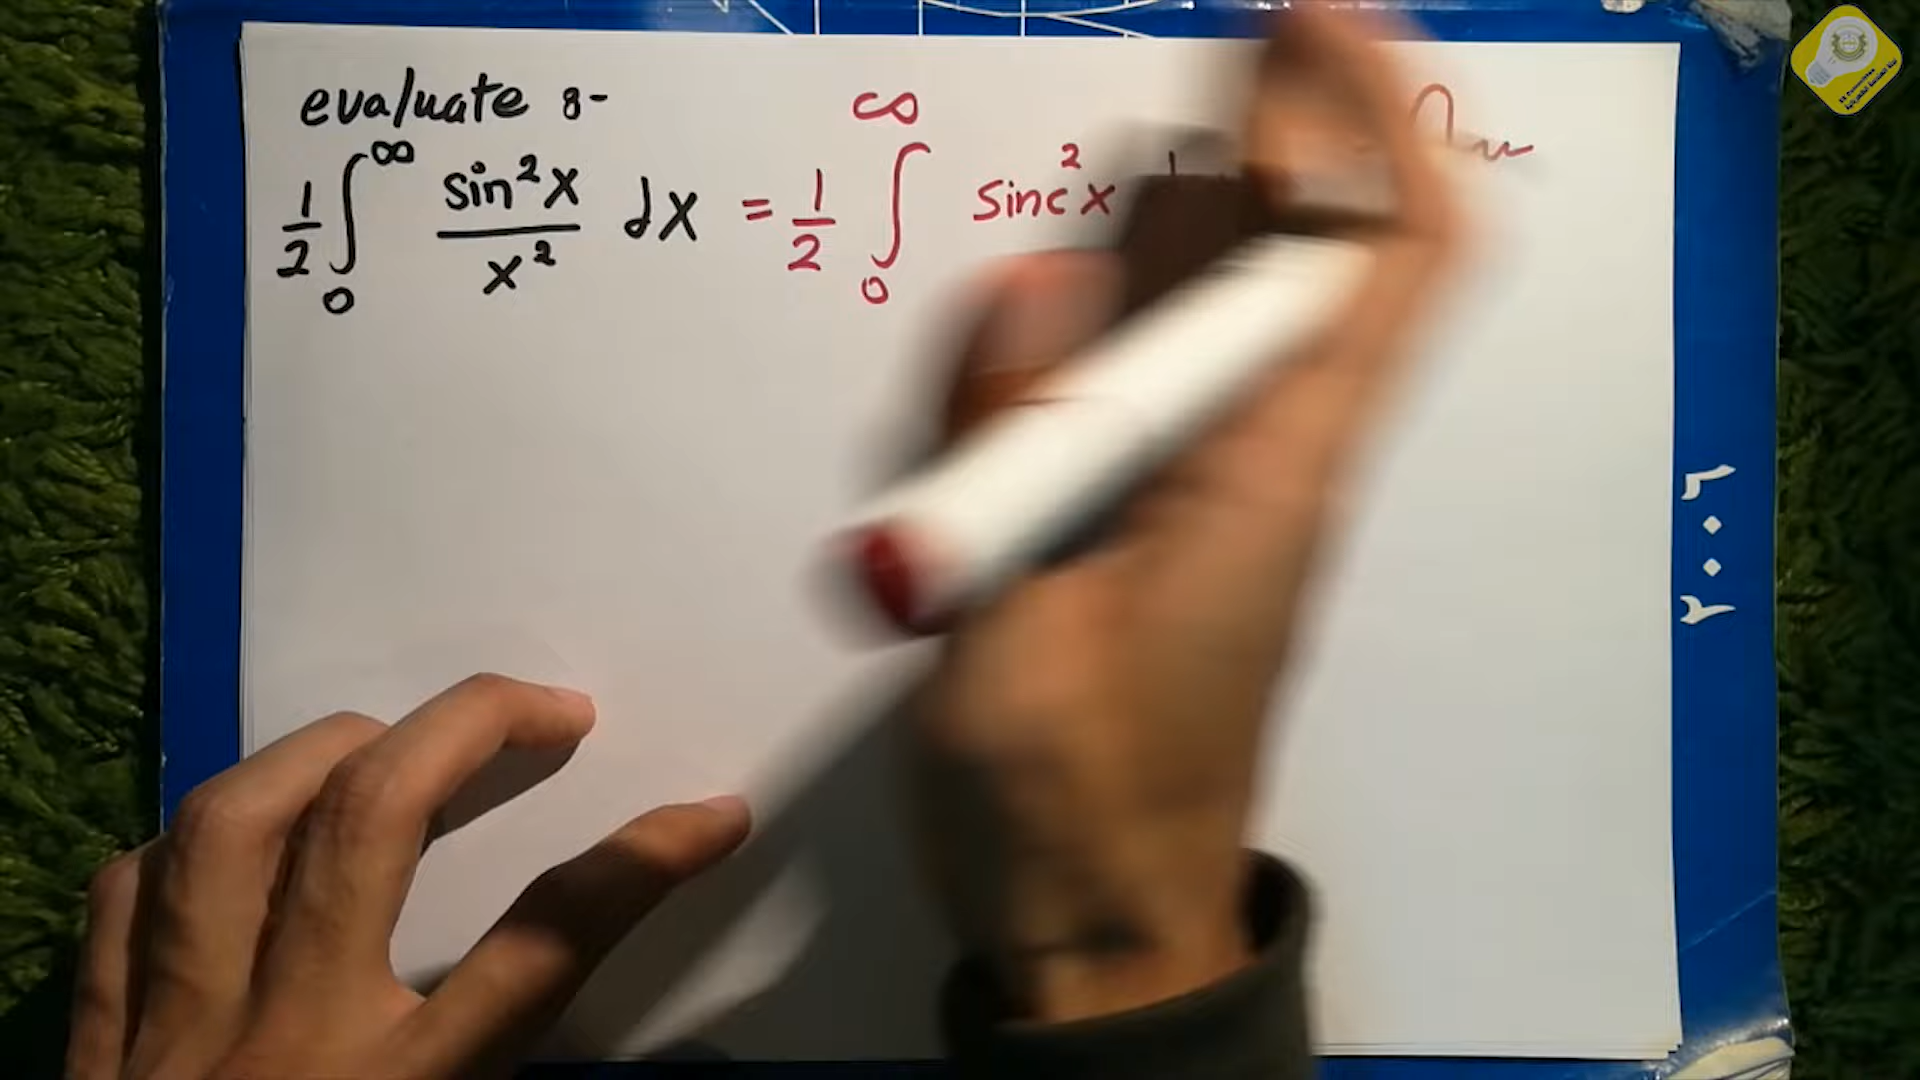 evaluate 8-
1/2 ∫₀^∞ sin²x / x² dx = 1/2 ∫₀^∞ sinc²x